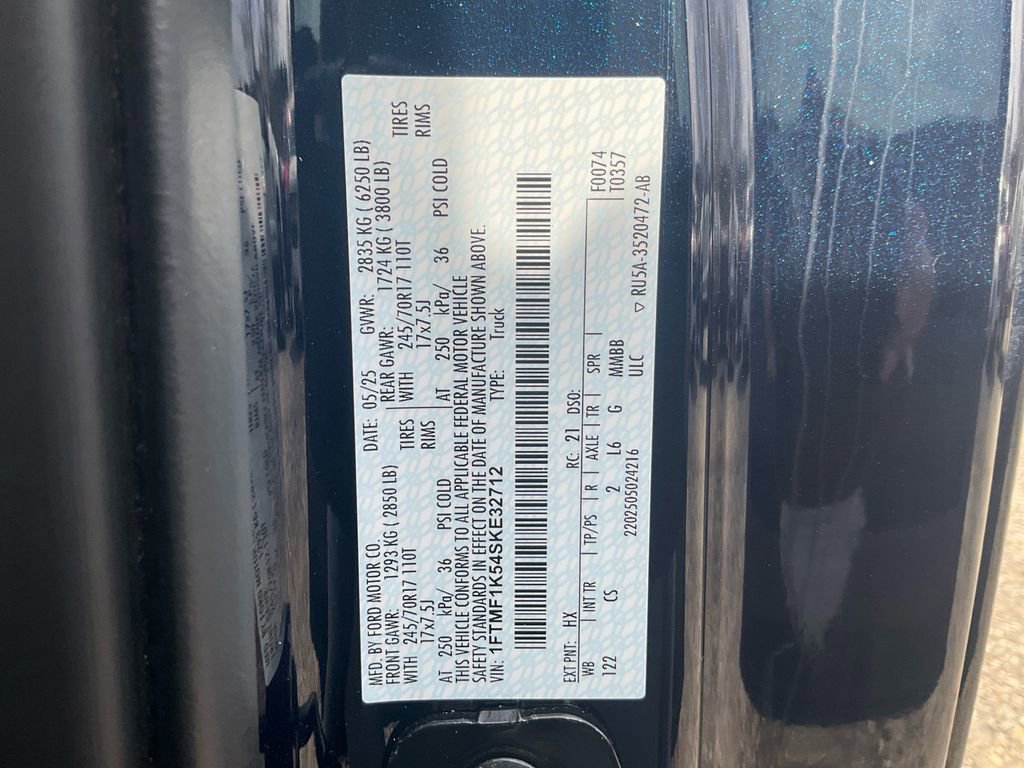 MFD. BY FORD MOTOR CO.
DATE: 05/25 GVWR: 2835 KG ( 6250 LB)
FRONT GAWR: 1293 KG ( 2850 LB) REAR GAWR: 1724 KG ( 3800 LB)
WITH 245/70R17 110T TIRES WITH 245/70R17 110T TIRES
17x7.5J RIMS 17x7.5J RIMS
AT 250 kPa/ 36 PSI COLD AT 250 kPa/ 36 PSI COLD
THIS VEHICLE CONFORMS TO ALL APPLICABLE FEDERAL MOTOR VEHICLE
SAFETY STANDARDS IN EFFECT ON THE DATE OF MANUFACTURE SHOWN ABOVE.
VIN: 1FTMF1K54SKE32712 TYPE: Truck
EXT PNT: HX RC: 21 DSO:
WB INT TR TP/PS R AXLE TR SPR F0074
122 CS 2 L6 G MMBB T0357
2202505024216 ULC
▽ RU5A-3520472-AB